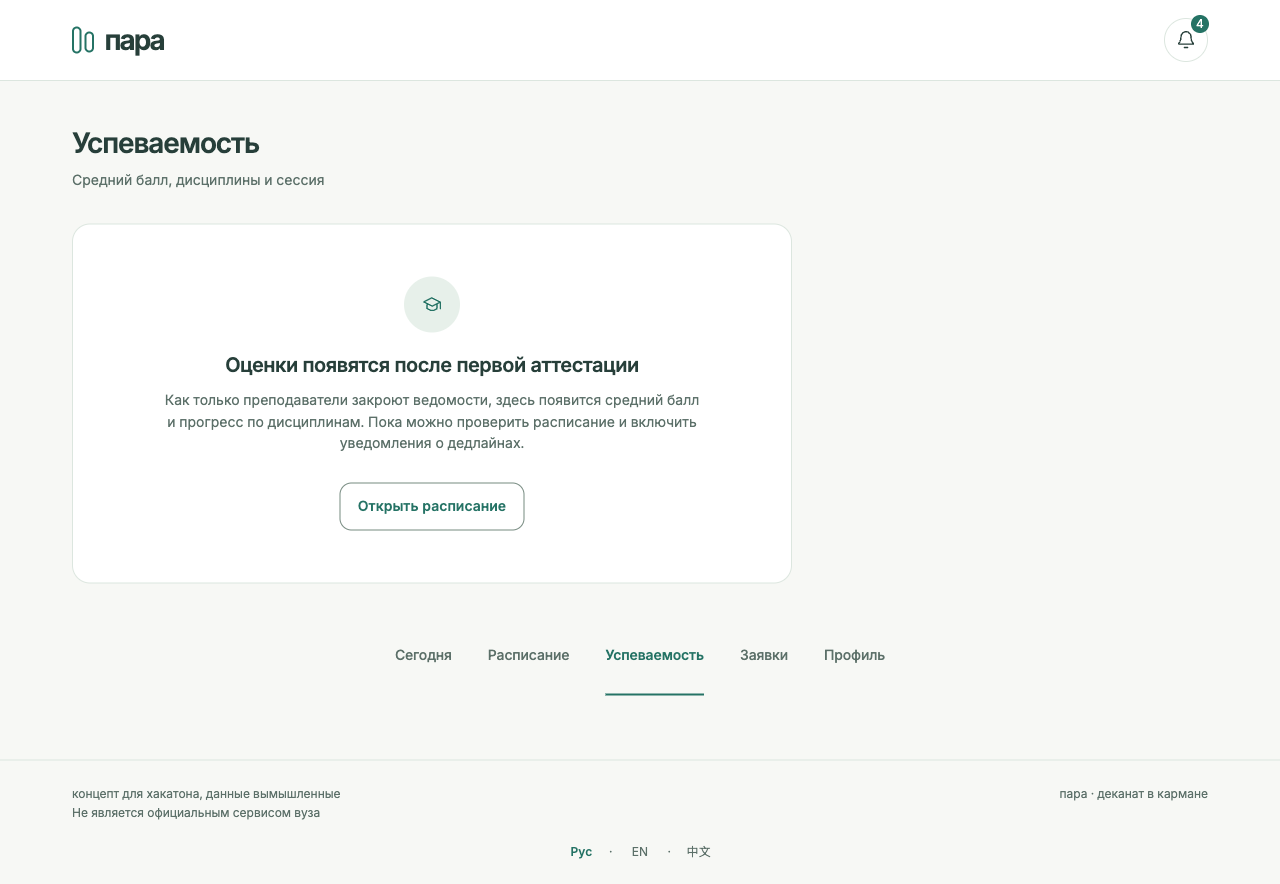 пара
4
Успеваемость
Средний балл, дисциплины и сессия
Оценки появятся после первой аттестации
Как только преподаватели закроют ведомости, здесь появится средний балл
и прогресс по дисциплинам. Пока можно проверить расписание и включить
уведомления о дедлайнах.
Открыть расписание
Сегодня Расписание Успеваемость Заявки Профиль
концепт для хакатона, данные вымышленные
Не является официальным сервисом вуза
пара · деканат в кармане
Рус · EN · 中文